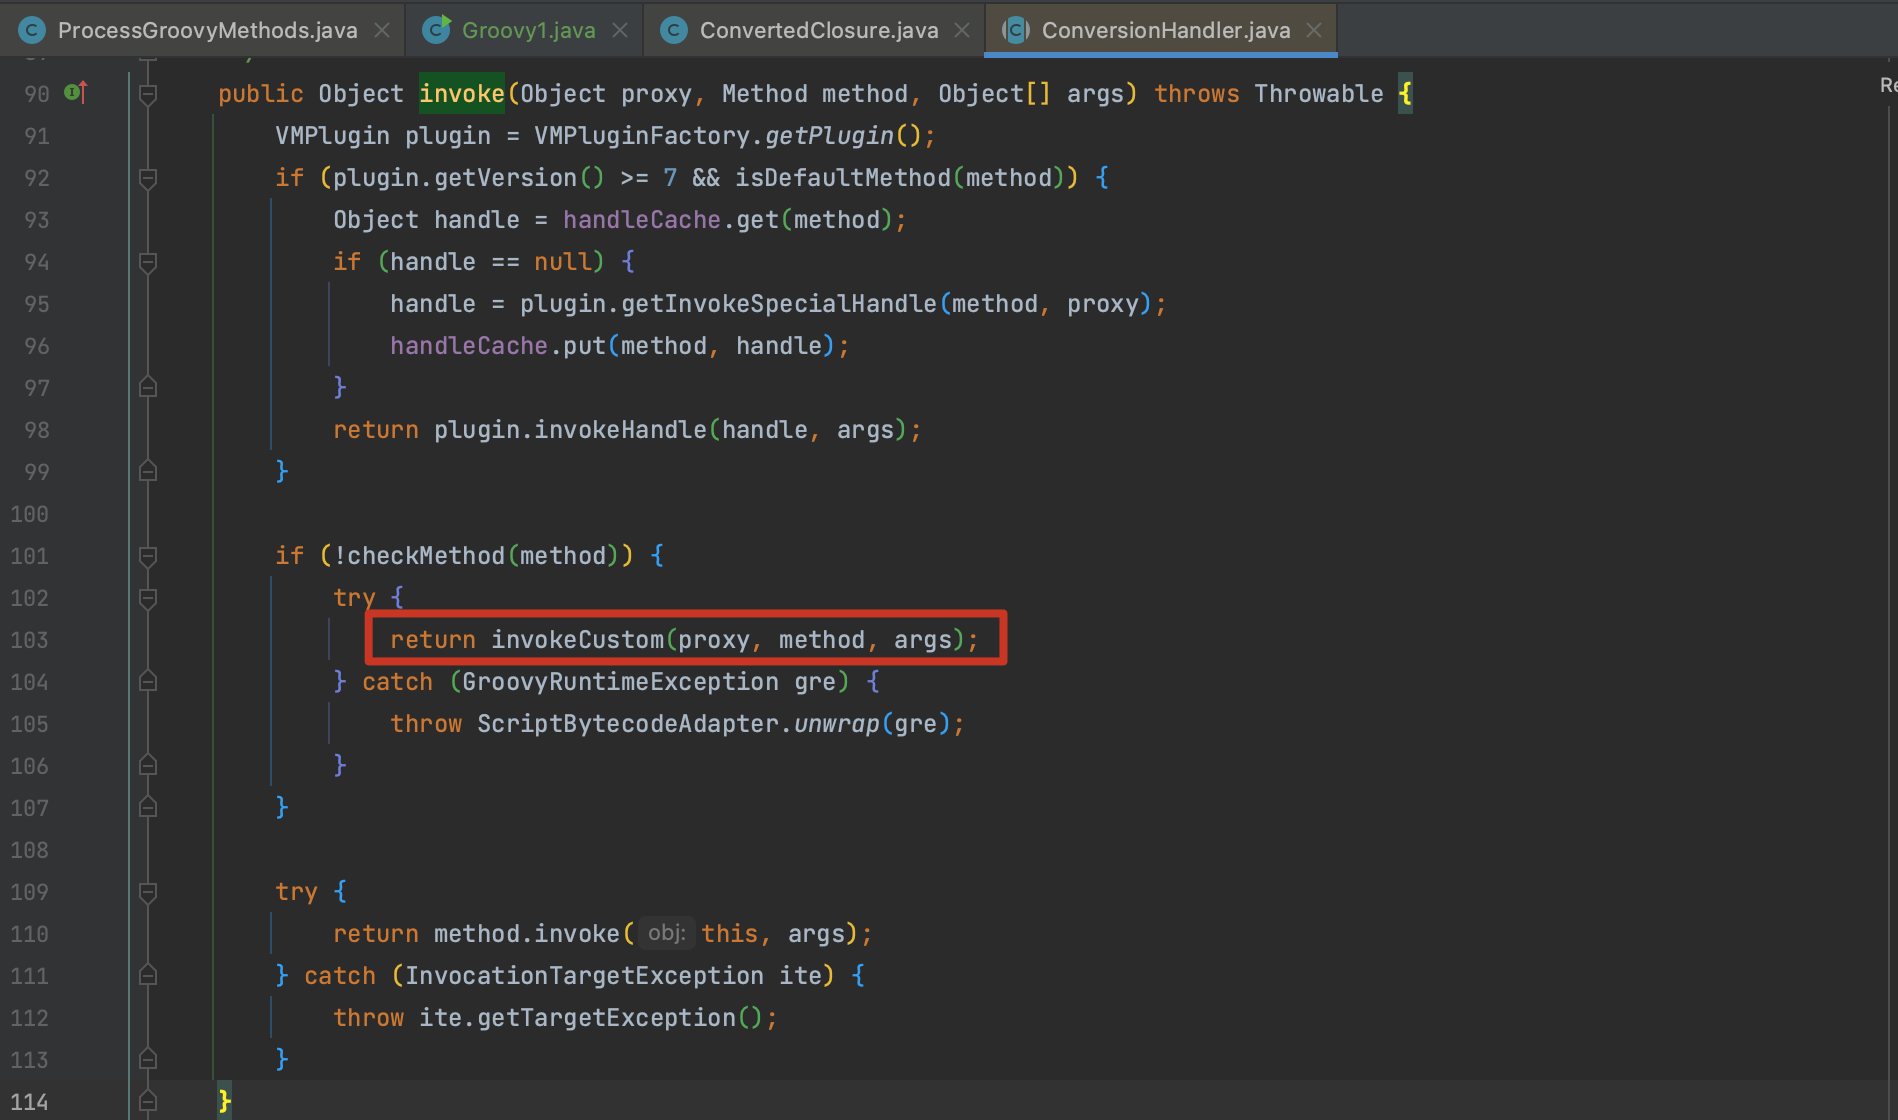 ProcessGroovyMethods.java
Groovy1.java
ConvertedClosure.java
ConversionHandler.java
90 public Object invoke(Object proxy, Method method, Object[] args) throws Throwable {
91 VMPlugin plugin = VMPluginFactory.getPlugin();
92 if (plugin.getVersion() >= 7 && isDefaultMethod(method)) {
93 Object handle = handleCache.get(method);
94 if (handle == null) {
95 handle = plugin.getInvokeSpecialHandle(method, proxy);
96 handleCache.put(method, handle);
97 }
98 return plugin.invokeHandle(handle, args);
99 }
100
101 if (!checkMethod(method)) {
102 try {
103 return invokeCustom(proxy, method, args);
104 } catch (GroovyRuntimeException gre) {
105 throw ScriptBytecodeAdapter.unwrap(gre);
106 }
107 }
108
109 try {
110 return method.invoke( obj: this, args);
111 } catch (InvocationTargetException ite) {
112 throw ite.getTargetException();
113 }
114 }